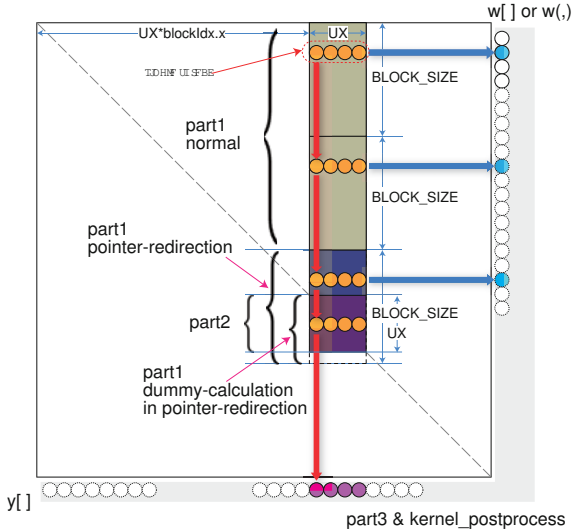 w[ ] or w(,)
UX*blockIdx.x
UX
BLOCK_SIZE
part1
normal
BLOCK_SIZE
part1
pointer-redirection
BLOCK_SIZE
UX
part2
part1
dummy-calculation
in pointer-redirection
y[ ]
part3 & kernel_postprocess